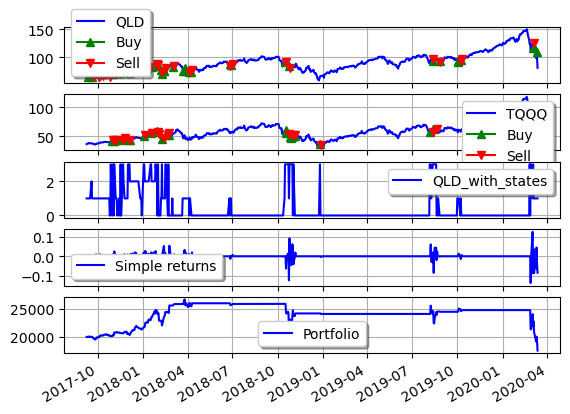 QLD
Buy
Sell
100
150
TQQQ
Buy
Sell
100
50
QLD_with_states
2
0
0.1
0.0
−0.1
Simple returns
25000
20000
Portfolio
2017-10
2018-01
2018-04
2018-07
2018-10
2019-01
2019-04
2019-07
2019-10
2020-01
2020-04